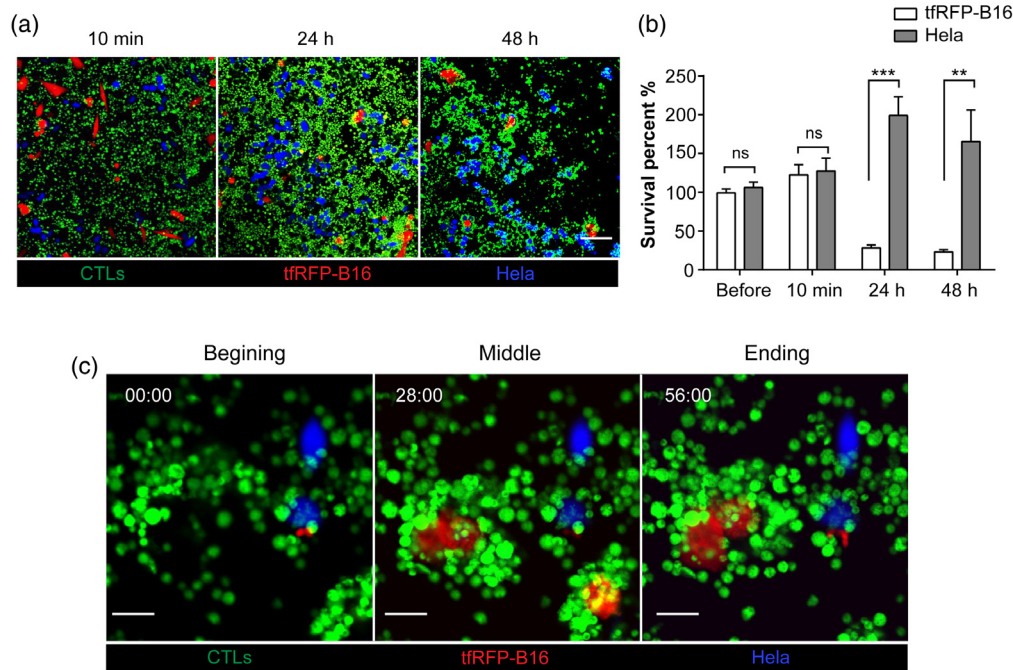 (a)
10 min 24 h 48 h
CTLs tfRFP-B16 Hela
(b)
tfRFP-B16
Hela
Survival percent %
250
200
150
100
50
0
ns ns *** **
Before 10 min 24 h 48 h
(c)
Begining Middle Ending
00:00 28:00 56:00
CTLs tfRFP-B16 Hela